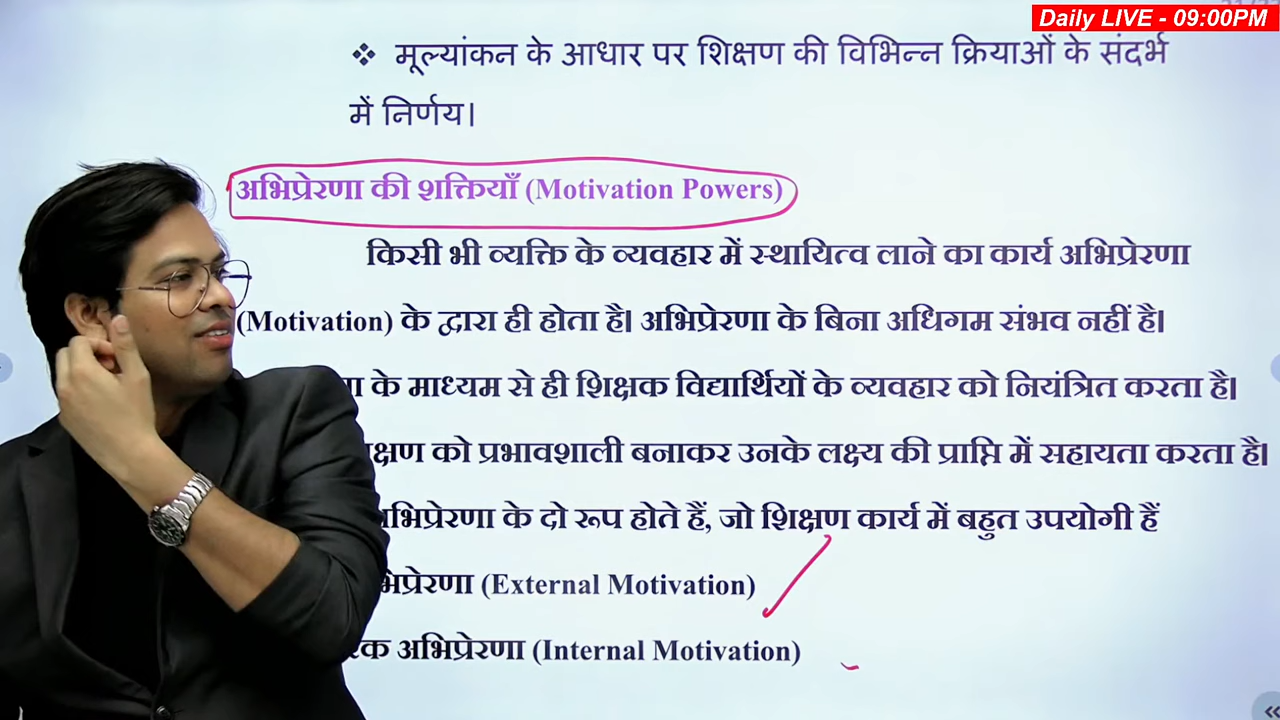 Daily LIVE - 09:00PM
❖ मूल्यांकन के आधार पर शिक्षण की विभिन्न क्रियाओं के संदर्भ
में निर्णय।
अभिप्रेरणा की शक्तियाँ (Motivation Powers)
किसी भी व्यक्ति के व्यवहार में स्थायित्व लाने का कार्य अभिप्रेरणा
(Motivation) के द्वारा ही होता है। अभिप्रेरणा के बिना अधिगम संभव नहीं है।
के माध्यम से ही शिक्षक विद्यार्थियों के व्यवहार को नियंत्रित करता है।
को प्रभावशाली बनाकर उनके लक्ष्य की प्राप्ति में सहायता करता है।
के दो रूप होते हैं, जो शिक्षण कार्य में बहुत उपयोगी हैं
(External Motivation)
अभिप्रेरणा (Internal Motivation)